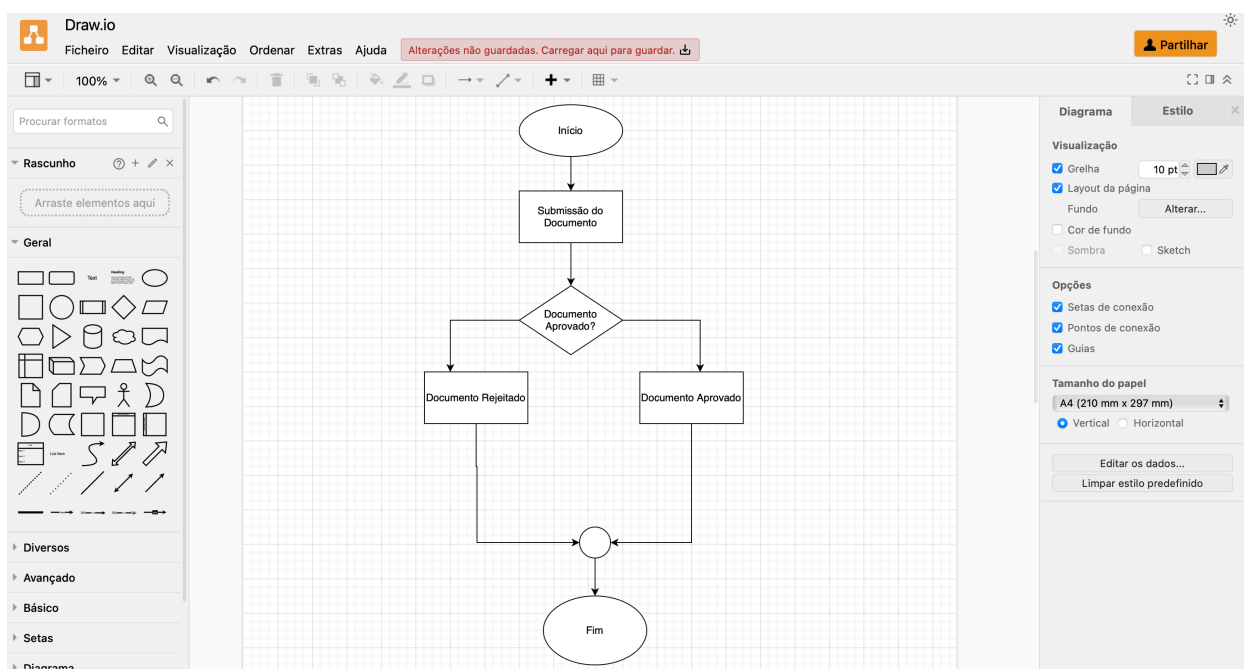 Draw.io
Ficheiro Editar Visualização Ordenar Extras Ajuda Alterações não guardadas. Carregar aqui para guardar.
Partilhar
100%
Procurar formatos
Rascunho
Arraste elementos aqui
Geral
Text
Heading
List Item
Diversos
Avançado
Básico
Setas
Diagrama
Início
Submissão do
Documento
Documento
Aprovado?
Documento Rejeitado
Documento Aprovado
Fim
Diagrama Estilo
Visualização
Grelha 10 pt
Layout da página
Fundo Alterar...
Cor de fundo
Sombra Sketch
Opções
Setas de conexão
Pontos de conexão
Guias
Tamanho do papel
A4 (210 mm x 297 mm)
Vertical Horizontal
Editar os dados...
Limpar estilo predefinido